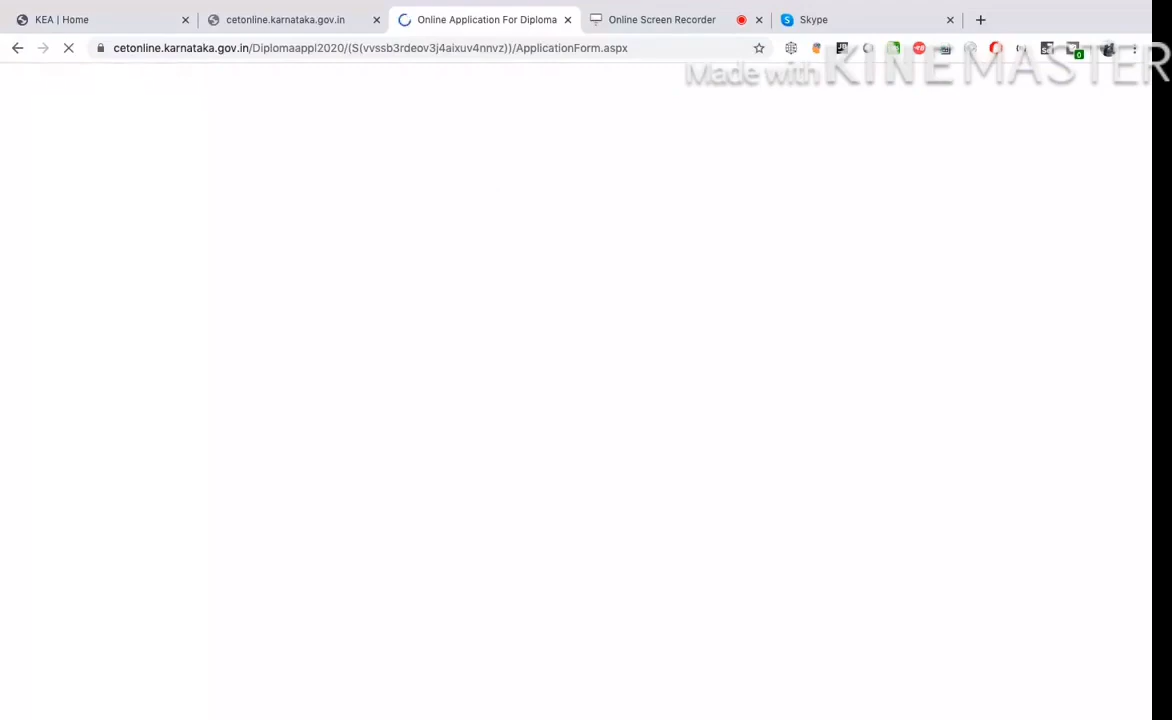 KEA | Home
cetonline.karnataka.gov.in
Online Application For Diploma
Online Screen Recorder
Skype
cetonline.karnataka.gov.in/Diplomaappl2020/(S(vvssb3rdeov3j4aixuv4nnvz))/ApplicationForm.aspx
0
Made with KINEMASTER